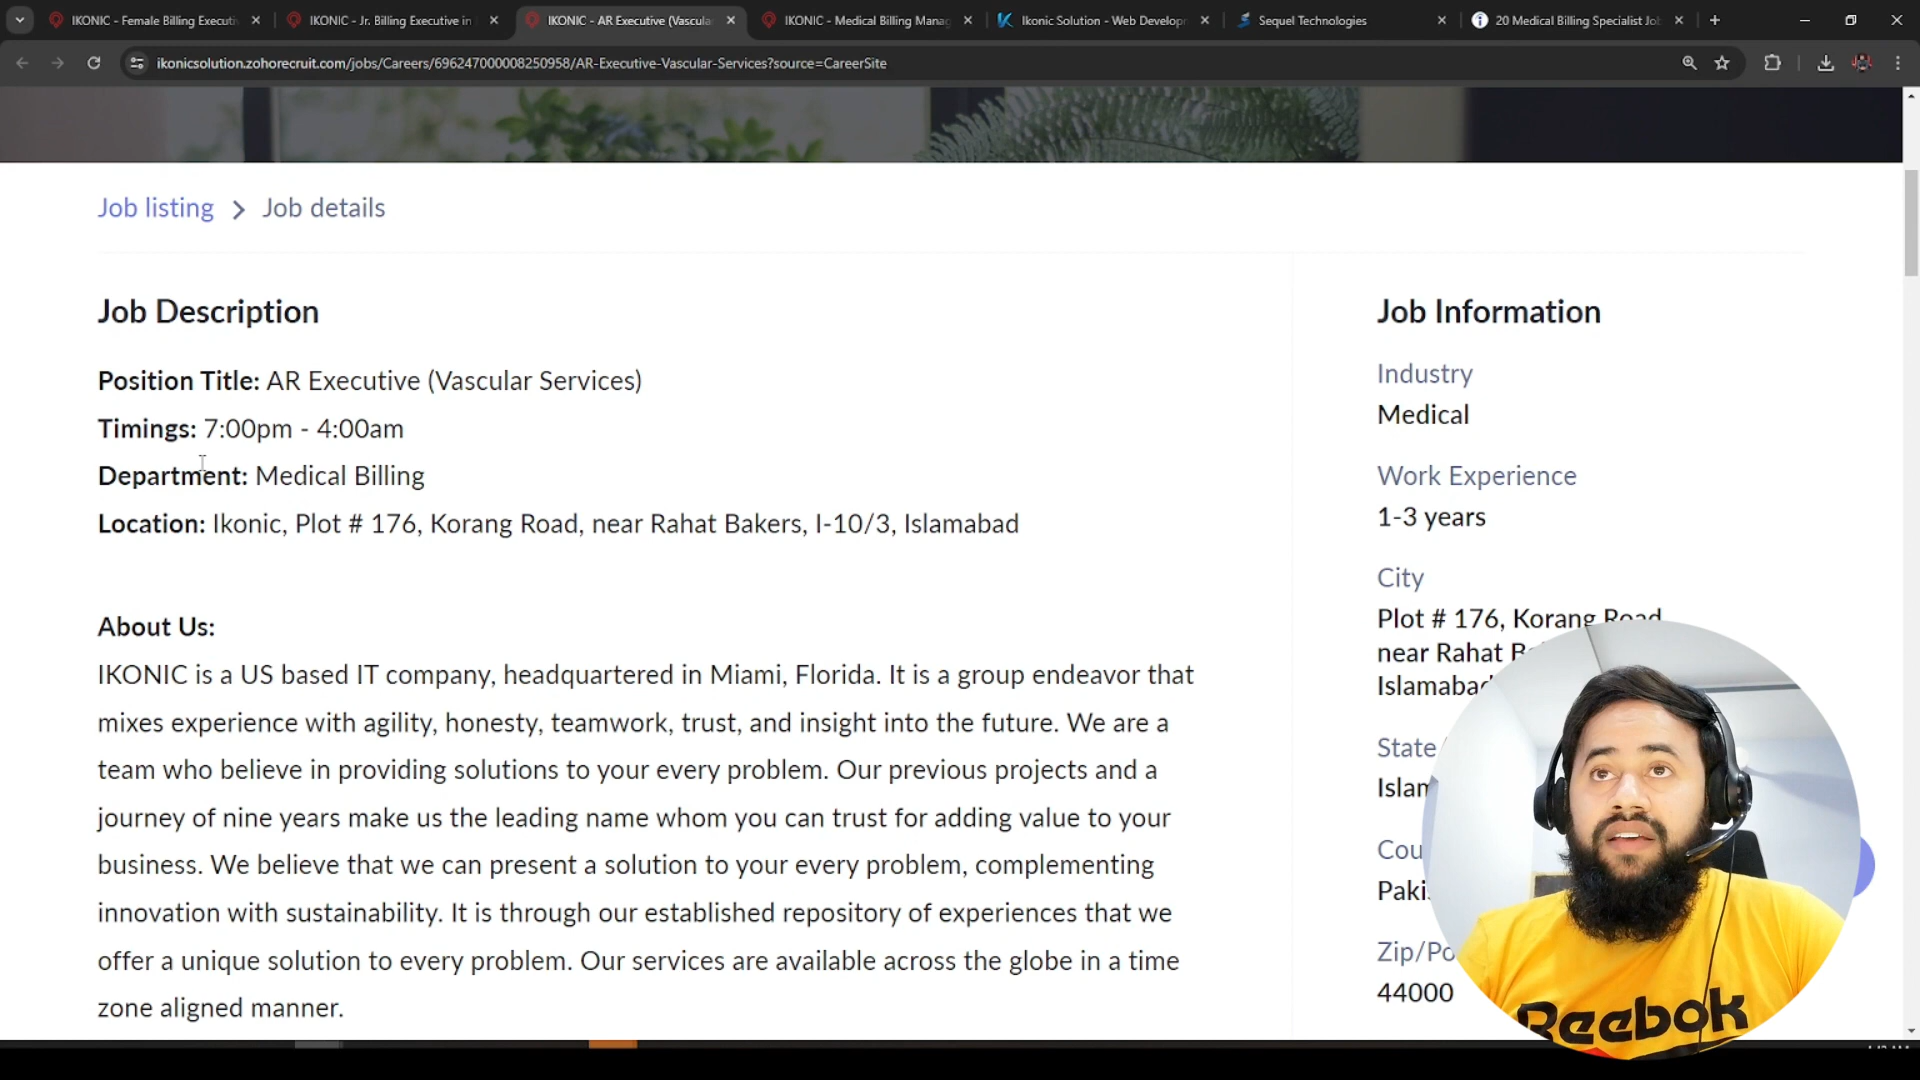 IKONIC - Female Billing Executi
IKONIC - Jr. Billing Executive in
IKONIC - AR Executive (Vascula
IKONIC - Medical Billing Manag
Ikonic Solution - Web Develop
Sequel Technologies
20 Medical Billing Specialist Jo
ikonicsolution.zohorecruit.com/jobs/Careers/696247000008250958/AR-Executive-Vascular-Services?source=CareerSite
Job listing > Job details
Job Description
Position Title: AR Executive (Vascular Services)
Timings: 7:00pm - 4:00am
Department: Medical Billing
Location: Ikonic, Plot # 176, Korang Road, near Rahat Bakers, I-10/3, Islamabad
About Us:
IKONIC is a US based IT company, headquartered in Miami, Florida. It is a group endeavor that
mixes experience with agility, honesty, teamwork, trust, and insight into the future. We are a
team who believe in providing solutions to your every problem. Our previous projects and a
journey of nine years make us the leading name whom you can trust for adding value to your
business. We believe that we can present a solution to your every problem, complementing
innovation with sustainability. It is through our established repository of experiences that we
offer a unique solution to every problem. Our services are available across the globe in a time
zone aligned manner.
Job Information
Industry
Medical
Work Experience
1-3 years
City
Plot # 176, Korang Road
near Rahat B
Islamabad
State
Islam
Cou
Paki
Zip/Po
44000
Reebok